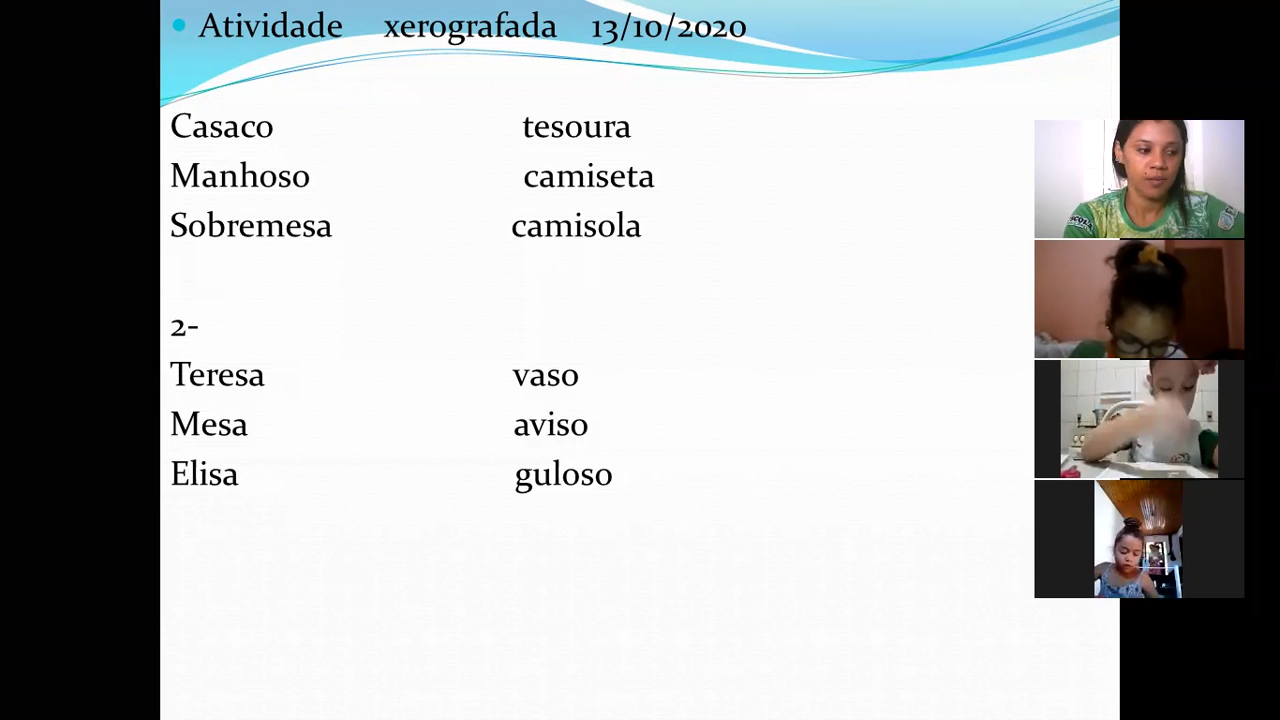 Atividade xerografada 13/10/2020
Casaco tesoura
Manhoso camiseta
Sobremesa camisola
2-
Teresa vaso
Mesa aviso
Elisa guloso